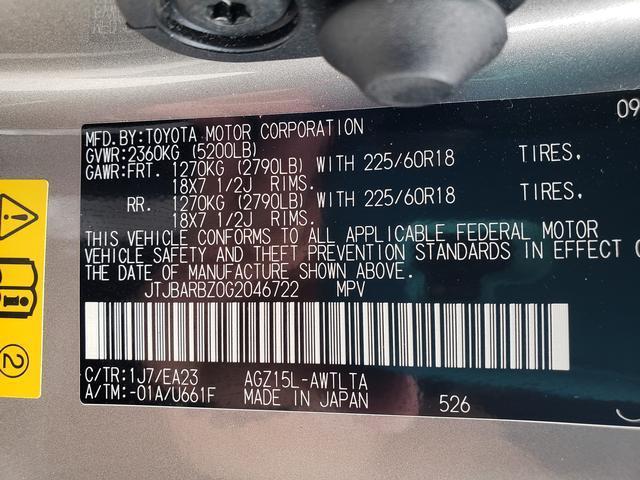 09
MFD.BY:TOYOTA MOTOR CORPORATION
GVWR:2360KG (5200LB)
GAWR:FRT. 1270KG (2790LB) WITH 225/60R18 TIRES,
18X7 1/2J RIMS.
RR. 1270KG (2790LB) WITH 225/60R18 TIRES,
18X7 1/2J RIMS.
THIS VEHICLE CONFORMS TO ALL APPLICABLE FEDERAL MOTOR
VEHICLE SAFETY AND THEFT PREVENTION STANDARDS IN EFFECT
THE DATE OF MANUFACTURE SHOWN ABOVE.
JTJBARBZ0G2046722 MPV
C/TR:1J7/EA23 AGZ15L-AWTLTA
A/TM:-01A/U661F MADE IN JAPAN 526
2